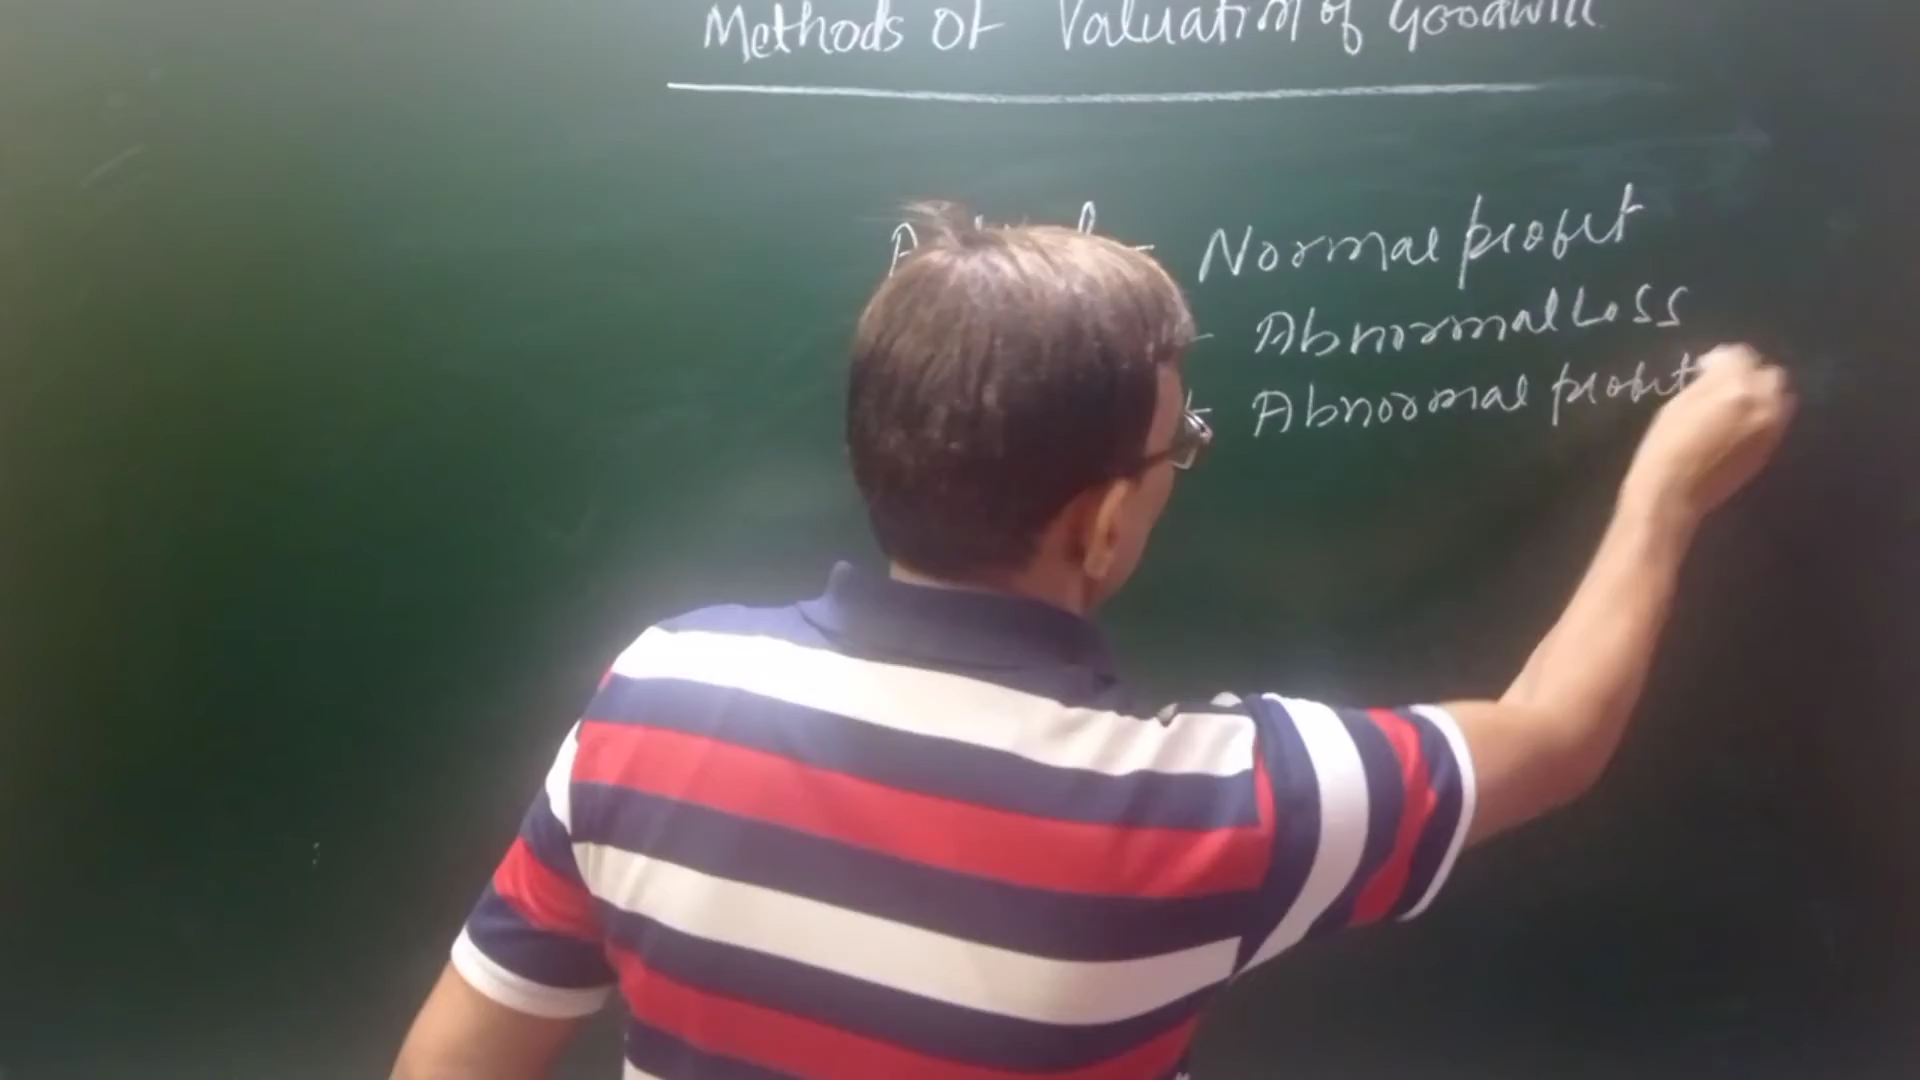 Methods of Valuation of Goodwill
- Normal profit
- Abnormal Loss
- Abnormal profit